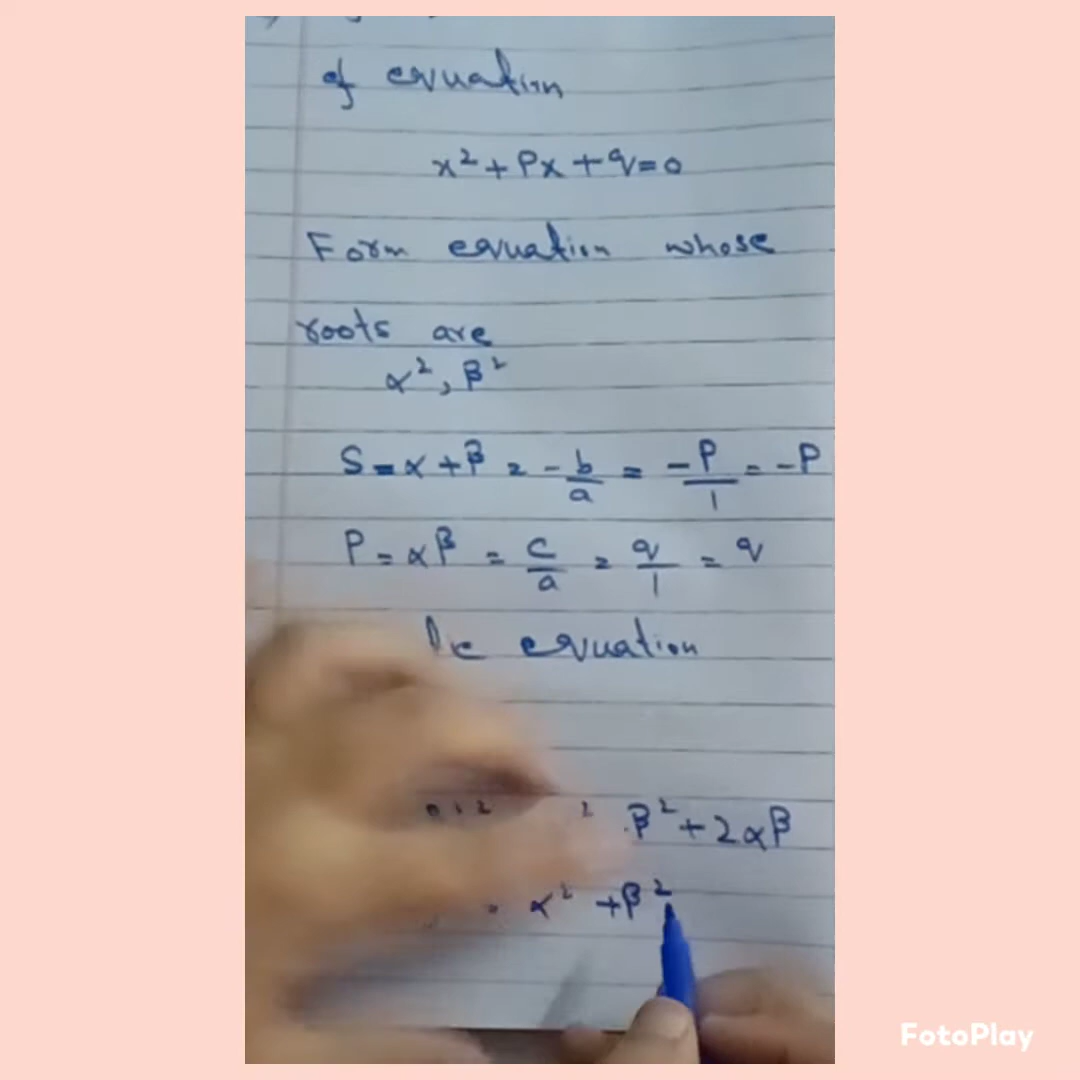 of equation
x² + Px + q = 0
Form equation whose
roots are
α², β²
S = α + β = -b/a = -P/1 = -P
P = αβ = c/a = q/1 = q
equation
β² + 2αβ
= α² + β²
FotoPlay